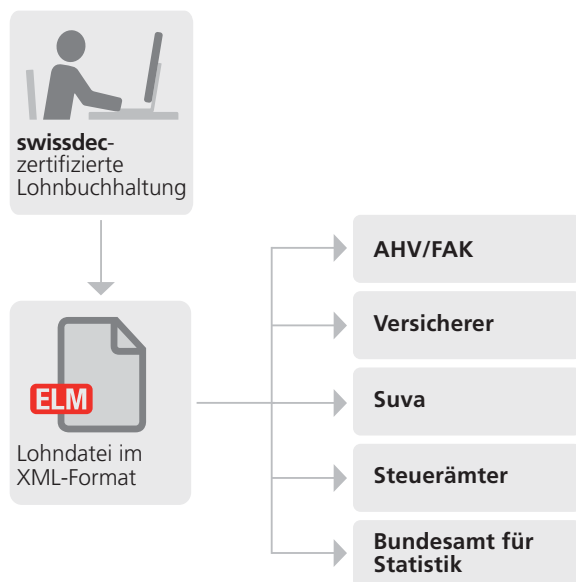 swissdec-
zertifizierte
Lohnbuchhaltung
ELM
Lohndatei im
XML-Format
AHV/FAK
Versicherer
Suva
Steuerämter
Bundesamt für
Statistik